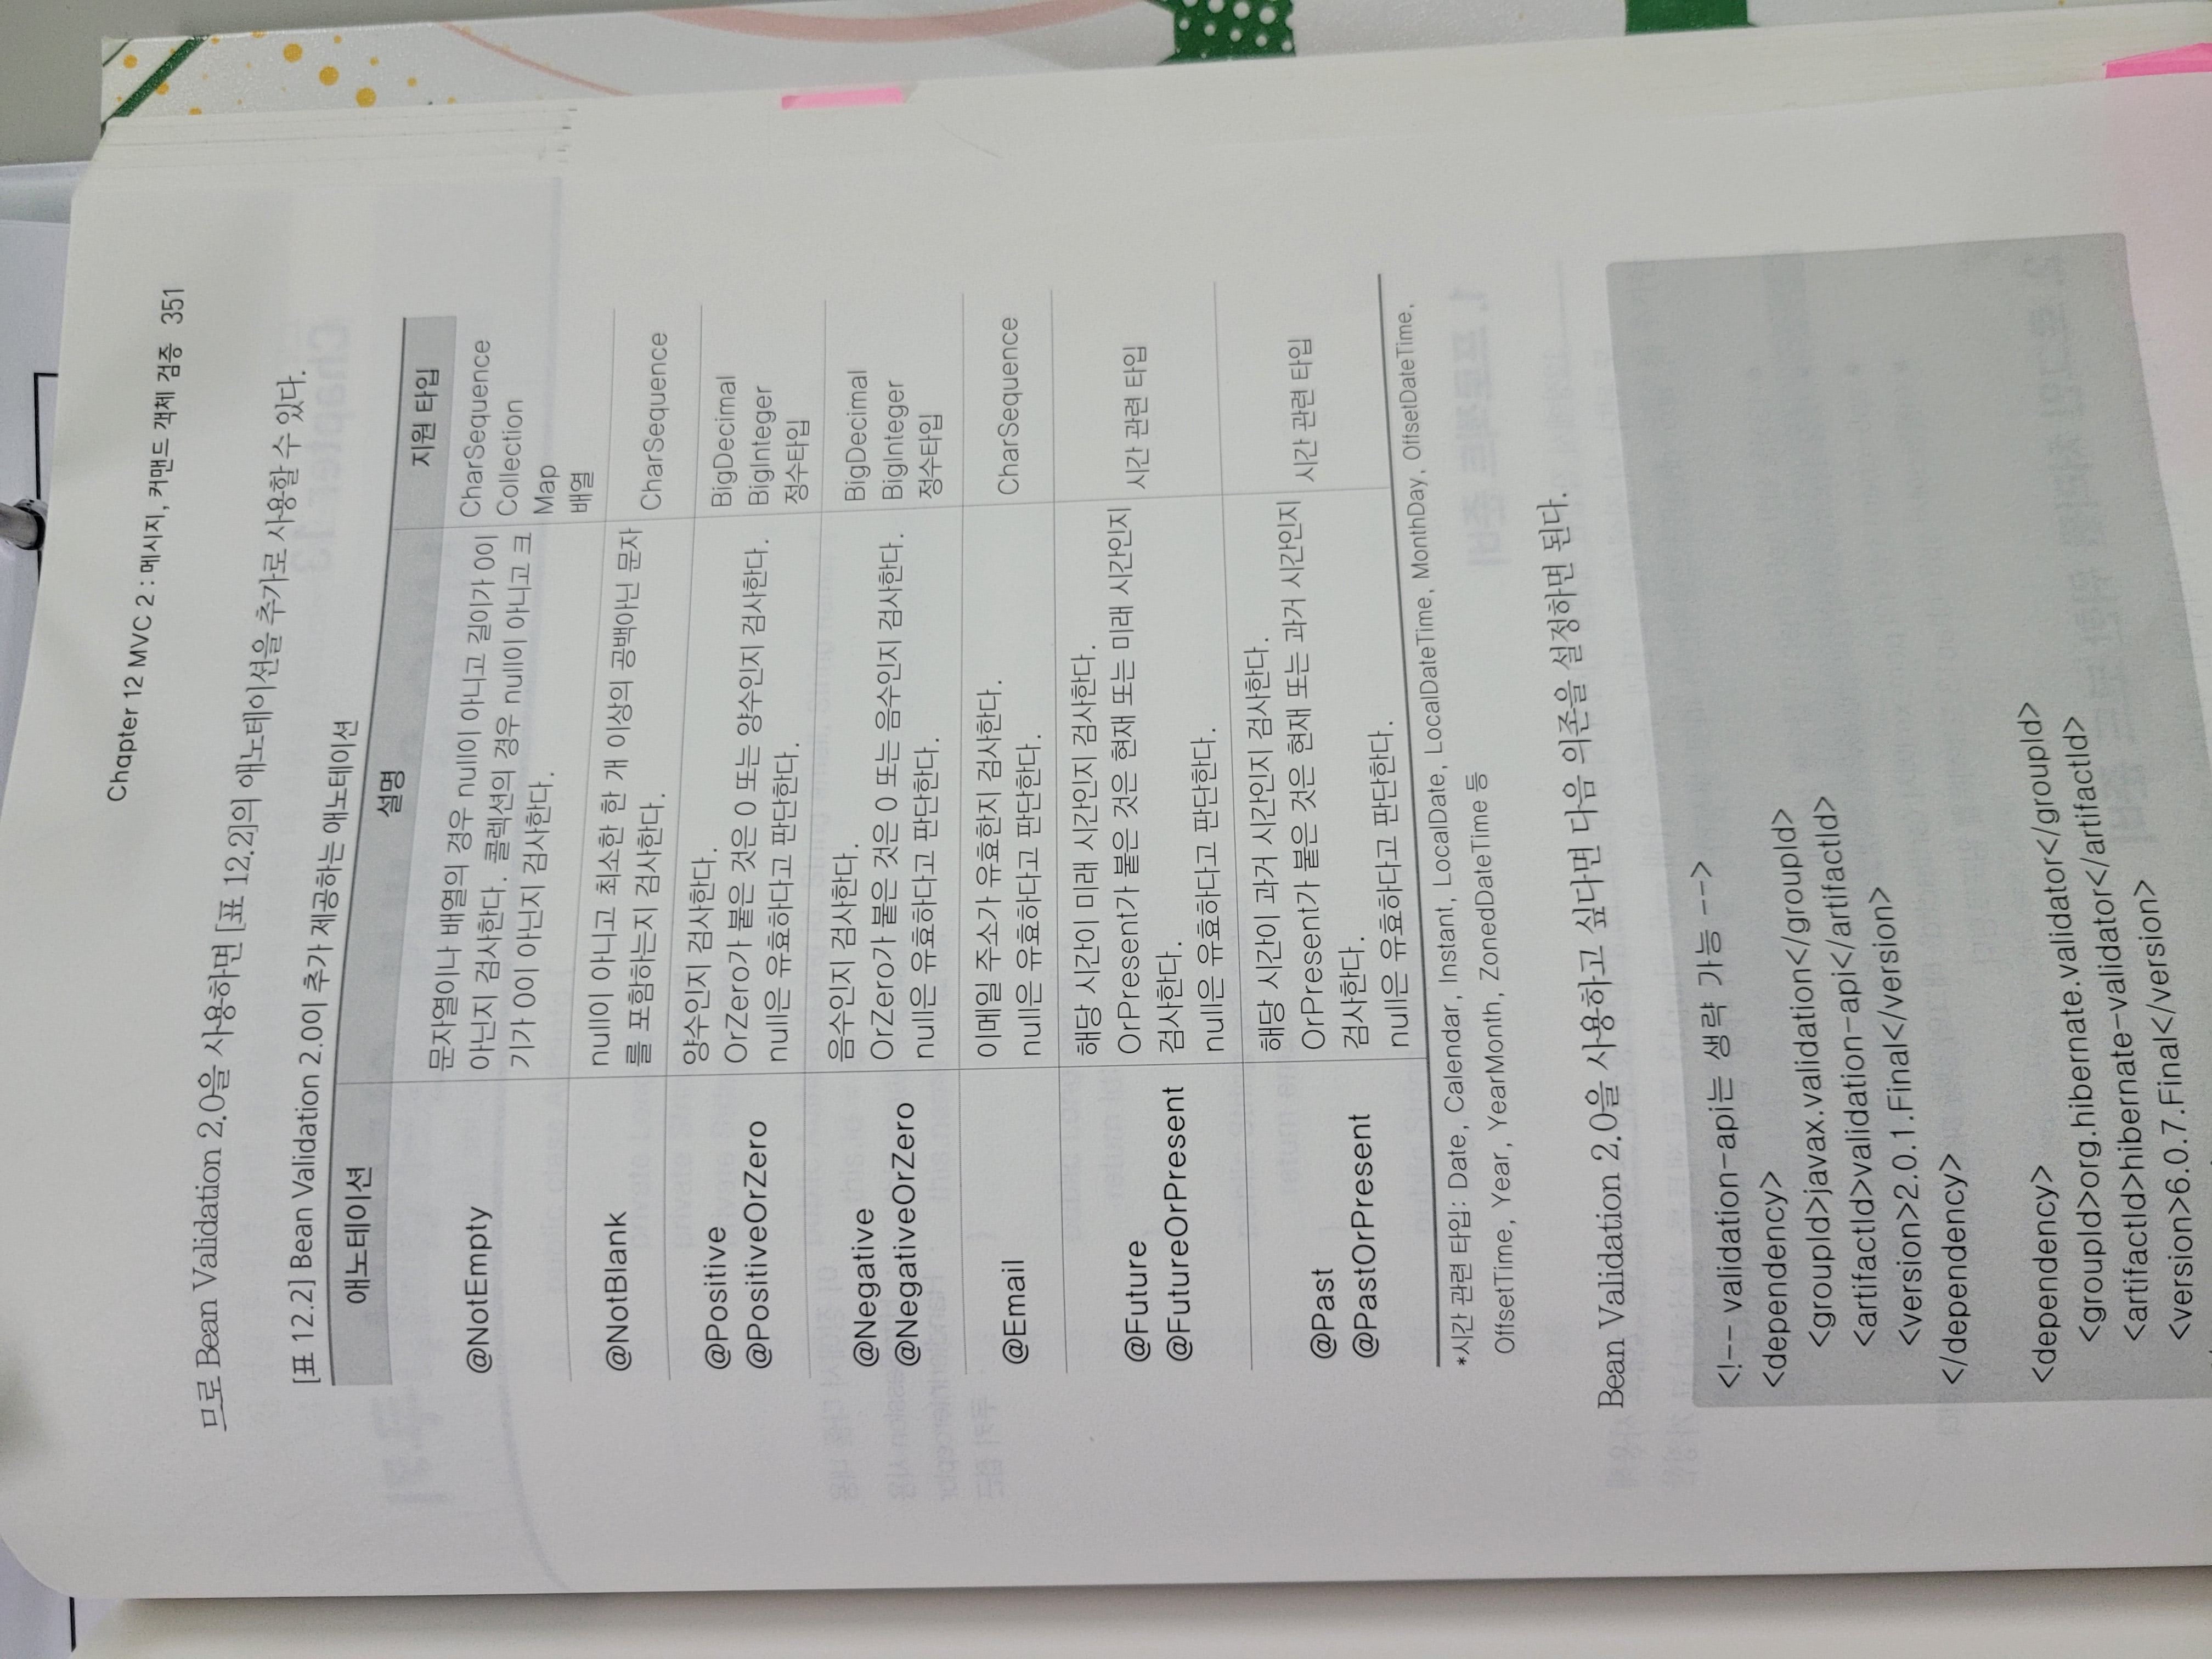 Chapter 12 MVC 2 : 메시지, 커맨드 객체 검증 351
므로 Bean Validation 2.0을 사용하면 [표 12.2]의 애노테이션을 추가로 사용할 수 있다.
[표 12.2] Bean Validation 2.0이 추가 제공하는 애노테이션
애노테이션 설명 지원 타입
@NotEmpty
문자열이나 배열의 경우 null이 아니고 길이가 0이
아닌지 검사한다. 콜렉션의 경우 null이 아니고 크
기가 0이 아닌지 검사한다.
CharSequence
Collection
Map
배열
@NotBlank
null이 아니고 최소한 한 개 이상의 공백아닌 문자
를 포함하는지 검사한다.
CharSequence
@Positive
@PositiveOrZero
양수인지 검사한다.
OrZero가 붙은 것은 0 또는 양수인지 검사한다.
null은 유효하다고 판단한다.
BigDecimal
BigInteger
정수타입
@Negative
@NegativeOrZero
음수인지 검사한다.
OrZero가 붙은 것은 0 또는 음수인지 검사한다.
null은 유효하다고 판단한다.
BigDecimal
BigInteger
정수타입
@Email
이메일 주소가 유효한지 검사한다.
null은 유효하다고 판단한다.
CharSequence
@Future
@FutureOrPresent
해당 시간이 미래 시간인지 검사한다.
OrPresent가 붙은 것은 현재 또는 미래 시간인지
검사한다.
null은 유효하다고 판단한다.
시간 관련 타입
@Past
@PastOrPresent
해당 시간이 과거 시간인지 검사한다.
OrPresent가 붙은 것은 현재 또는 과거 시간인지
검사한다.
null은 유효하다고 판단한다.
시간 관련 타입
*시간 관련 타입: Date, Calendar, Instant, LocalDate, LocalDateTime, MonthDay, OffsetDateTime,
OffsetTime, Year, YearMonth, ZonedDateTime 등
Bean Validation 2.0을 사용하고 싶다면 다음 의존을 설정하면 된다.
<!-- validation-api는 생략 가능 -->
<dependency>
<groupId>javax.validation</groupId>
<artifactId>validation-api</artifactId>
<version>2.0.1.Final</version>
</dependency>
<dependency>
<groupId>org.hibernate.validator</groupId>
<artifactId>hibernate-validator</artifactId>
<version>6.0.7.Final</version>